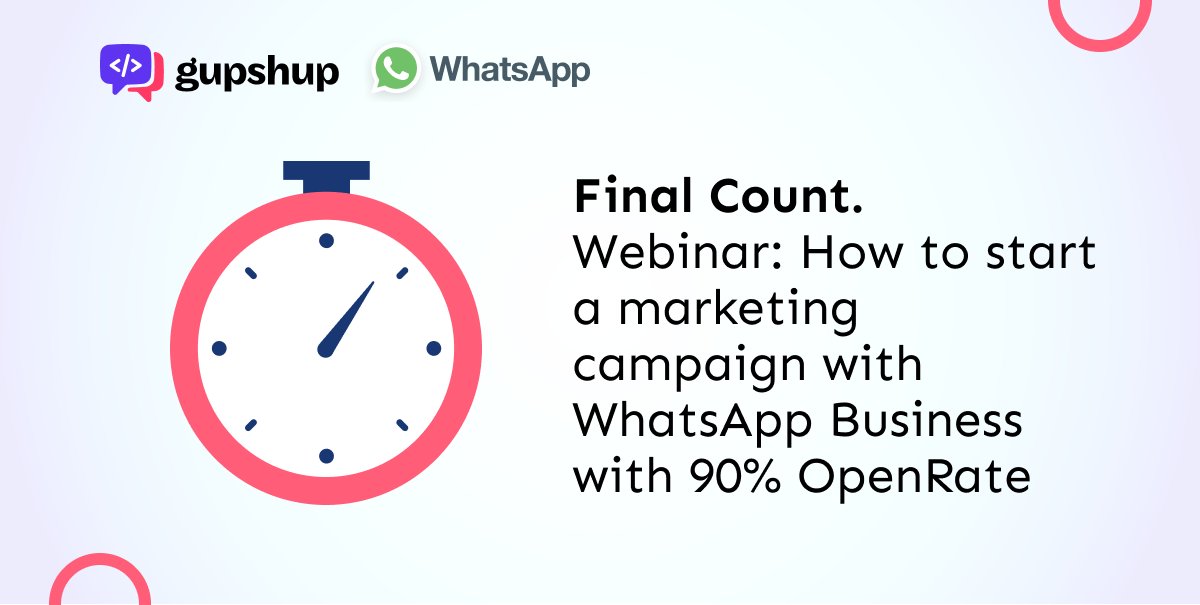 </> gupshup WhatsApp
Final Count.
Webinar: How to start
a marketing
campaign with
WhatsApp Business
with 90% OpenRate